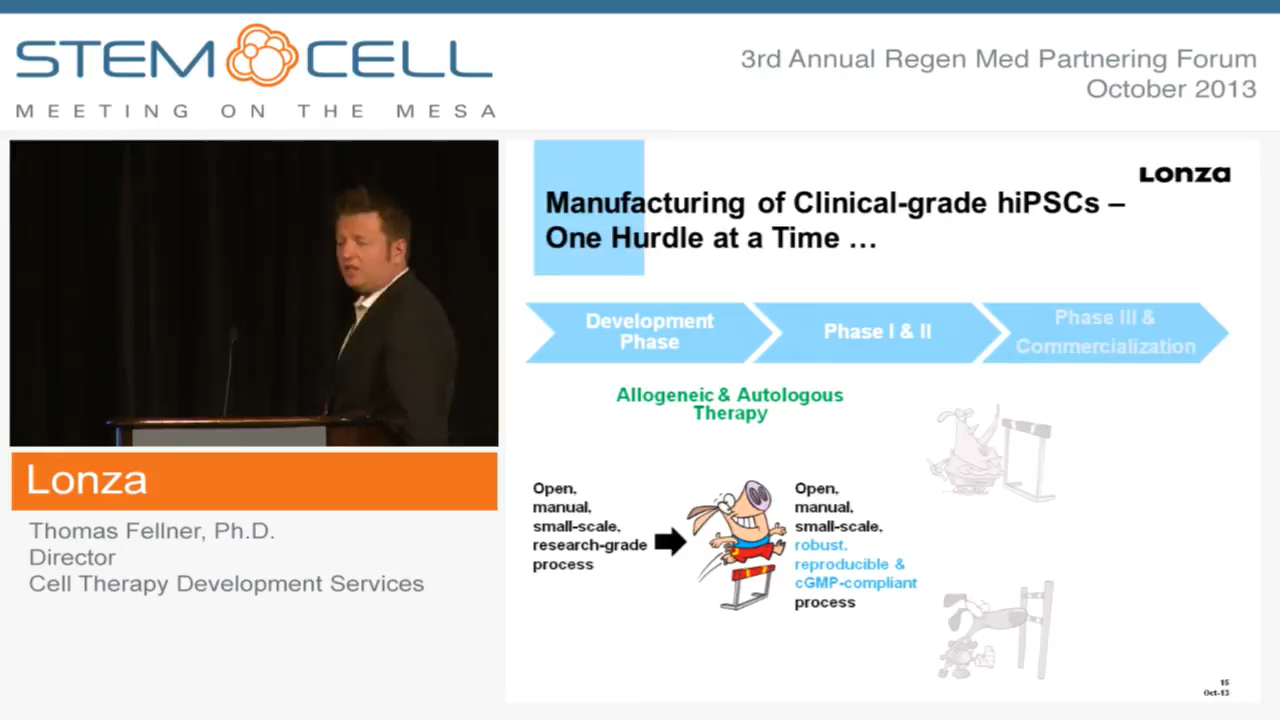 STEM CELL
MEETING ON THE MESA
3rd Annual Regen Med Partnering Forum
October 2013
Lonza
Thomas Fellner, Ph.D.
Director
Cell Therapy Development Services
Lonza
Manufacturing of Clinical-grade hiPSCs –
One Hurdle at a Time …
Development
Phase
Phase I & II
Phase III &
Commercialization
Allogeneic & Autologous
Therapy
Open,
manual,
small-scale,
research-grade
process
Open,
manual,
small-scale,
robust,
reproducible &
cGMP-compliant
process
15
Oct-13